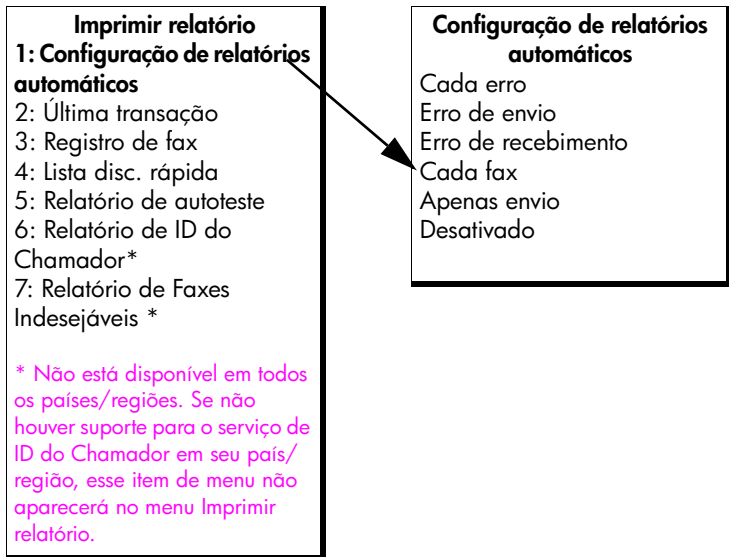 Imprimir relatório
1: Configuração de relatórios
automáticos
2: Última transação
3: Registro de fax
4: Lista disc. rápida
5: Relatório de autoteste
6: Relatório de ID do
Chamador*
7: Relatório de Faxes
Indesejáveis *
* Não está disponível em todos
os países/regiões. Se não
houver suporte para o serviço de
ID do Chamador em seu país/
região, esse item de menu não
aparecerá no menu Imprimir
relatório.
Configuração de relatórios
automáticos
Cada erro
Erro de envio
Erro de recebimento
Cada fax
Apenas envio
Desativado